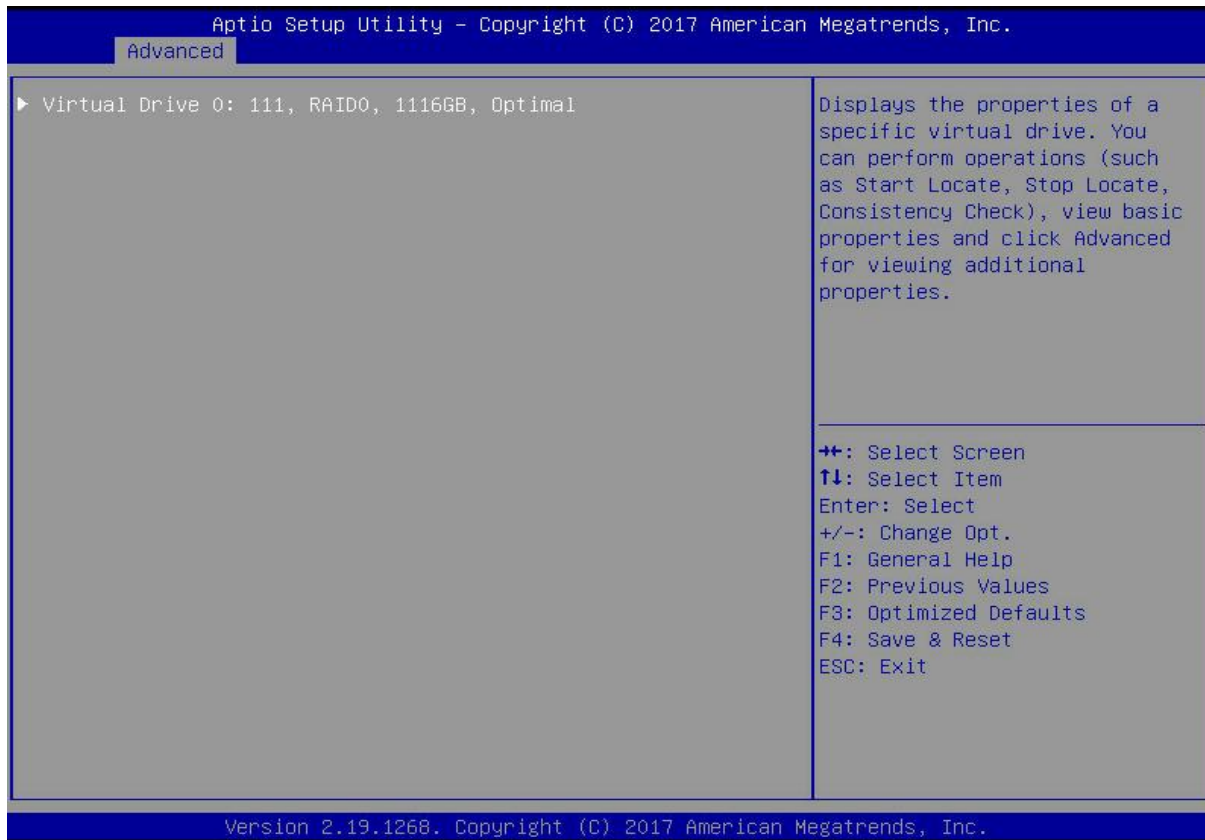 Aptio Setup Utility – Copyright (C) 2017 American Megatrends, Inc.
Advanced
▶ Virtual Drive 0: 111, RAID0, 1116GB, Optimal
Displays the properties of a
specific virtual drive. You
can perform operations (such
as Start Locate, Stop Locate,
Consistency Check), view basic
properties and click Advanced
for viewing additional
properties.
→←: Select Screen
↑↓: Select Item
Enter: Select
+/-: Change Opt.
F1: General Help
F2: Previous Values
F3: Optimized Defaults
F4: Save & Reset
ESC: Exit
Version 2.19.1268. Copyright (C) 2017 American Megatrends, Inc.